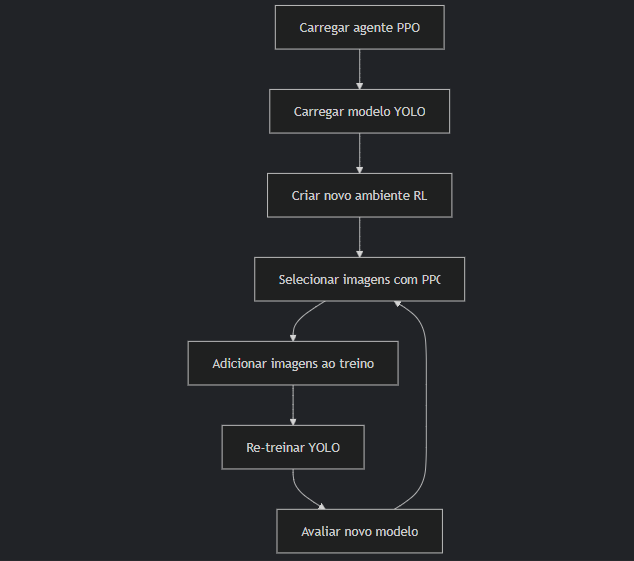 Carregar agente PPO
Carregar modelo YOLO
Criar novo ambiente RL
Selecionar imagens com PPC
Adicionar imagens ao treino
Re-treinar YOLO
Avaliar novo modelo